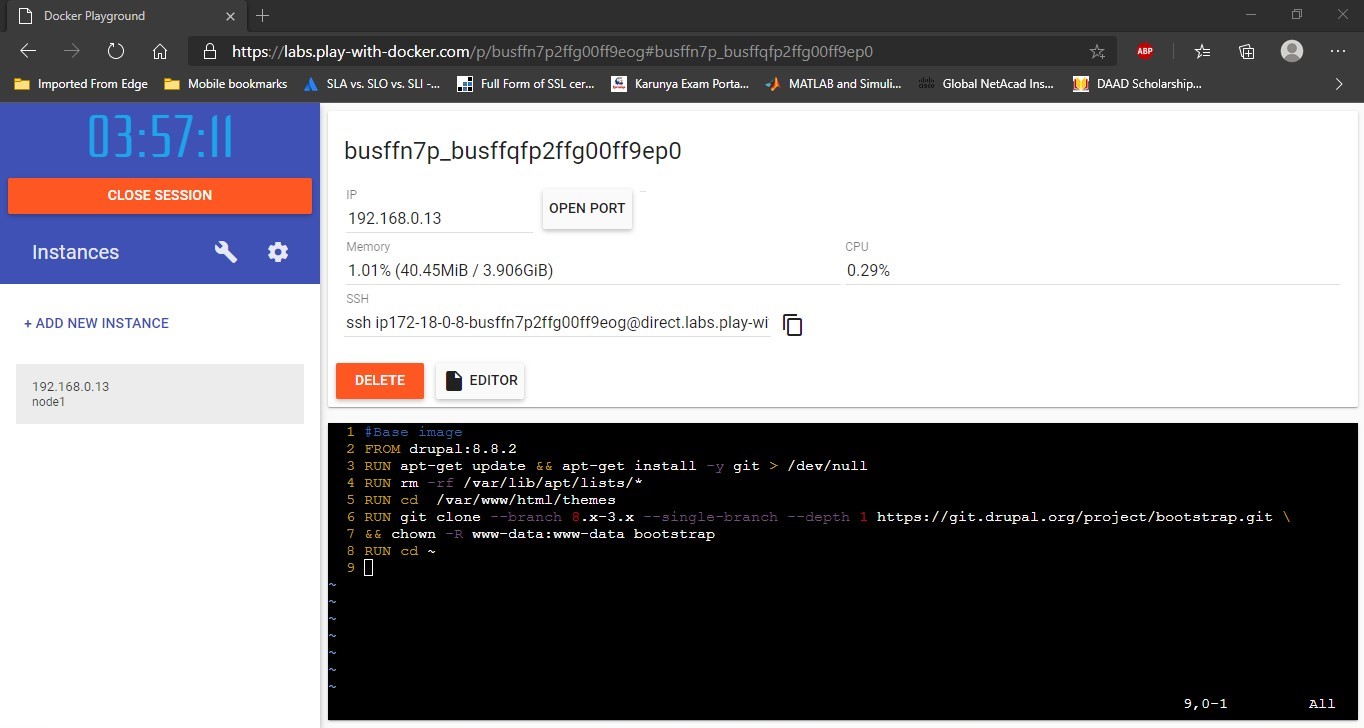 Docker Playground
https://labs.play-with-docker.com/p/busffn7p2ffg00ff9eog#busffn7p_busffqfp2ffg00ff9ep0
ABP
Imported From Edge
Mobile bookmarks
SLA vs. SLO vs. SLI -...
Full Form of SSL cer...
Karunya Exam Porta...
MATLAB and Simuli...
Global NetAcad Ins...
DAAD Scholarship...
03:57:11
CLOSE SESSION
Instances
+ ADD NEW INSTANCE
192.168.0.13
node1
busffn7p_busffqfp2ffg00ff9ep0
IP
192.168.0.13
OPEN PORT
Memory
1.01% (40.45MiB / 3.906GiB)
CPU
0.29%
SSH
ssh ip172-18-0-8-busffn7p2ffg00ff9eog@direct.labs.play-wi
DELETE
EDITOR
1 #Base image
2 FROM drupal:8.8.2
3 RUN apt-get update && apt-get install -y git > /dev/null
4 RUN rm -rf /var/lib/apt/lists/*
5 RUN cd  /var/www/html/themes
6 RUN git clone --branch 8.x-3.x --single-branch --depth 1 https://git.drupal.org/project/bootstrap.git \
7 && chown -R www-data:www-data bootstrap
8 RUN cd ~
9
~
~
~
~
~
~
~
9,0-1 All